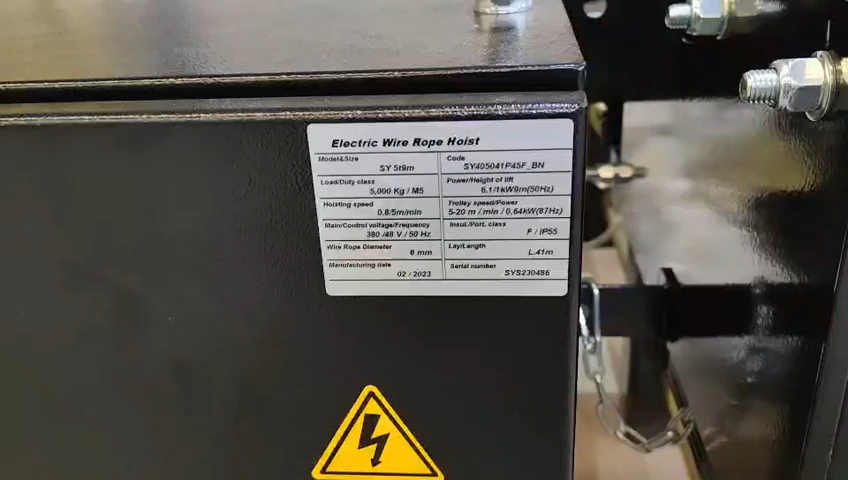 Electric Wire Rope Hoist
Model&Size
SY 5t9m
Code
SY405041P45F_BN
Load/Duty class
5,000 Kg / M5
Power/Height of lift
6.1/1kW9m(50Hz)
Hoisting speed
0.8/5m/min
Trolley speed/Power
5-20 m / min / 0,64kW(87Hz)
Main/Control voltage/Frequency
380 /48 V / 50 Hz
Insul./Port. class
F / IP55
Wire Rope Diameter
8 mm
Lay/Length
L.41m
Manufacturing date
02 / 2023
Serial number
SYS230486